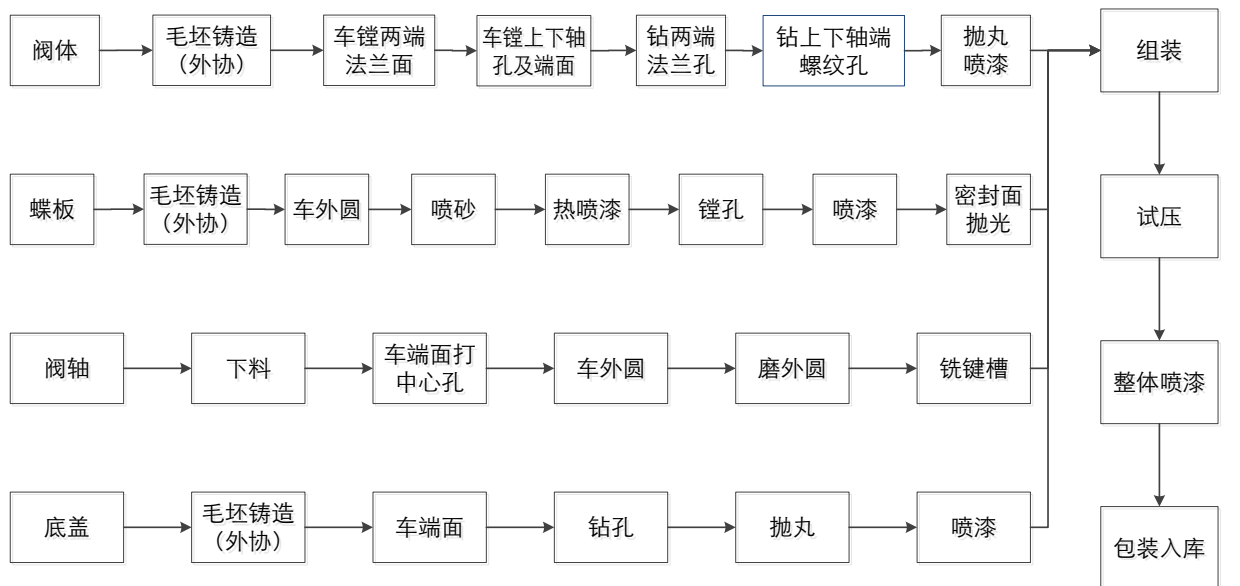 阀体
毛坯铸造
（外协）
车镗两端
法兰面
车镗上下轴
孔及端面
钻两端
法兰孔
钻上下轴端
螺纹孔
抛丸
喷漆
组装
蝶板
毛坯铸造
（外协）
车外圆
喷砂
热喷漆
镗孔
喷漆
密封面
抛光
试压
阀轴
下料
车端面打
中心孔
车外圆
磨外圆
铣键槽
整体喷漆
底盖
毛坯铸造
（外协）
车端面
钻孔
抛丸
喷漆
包装入库